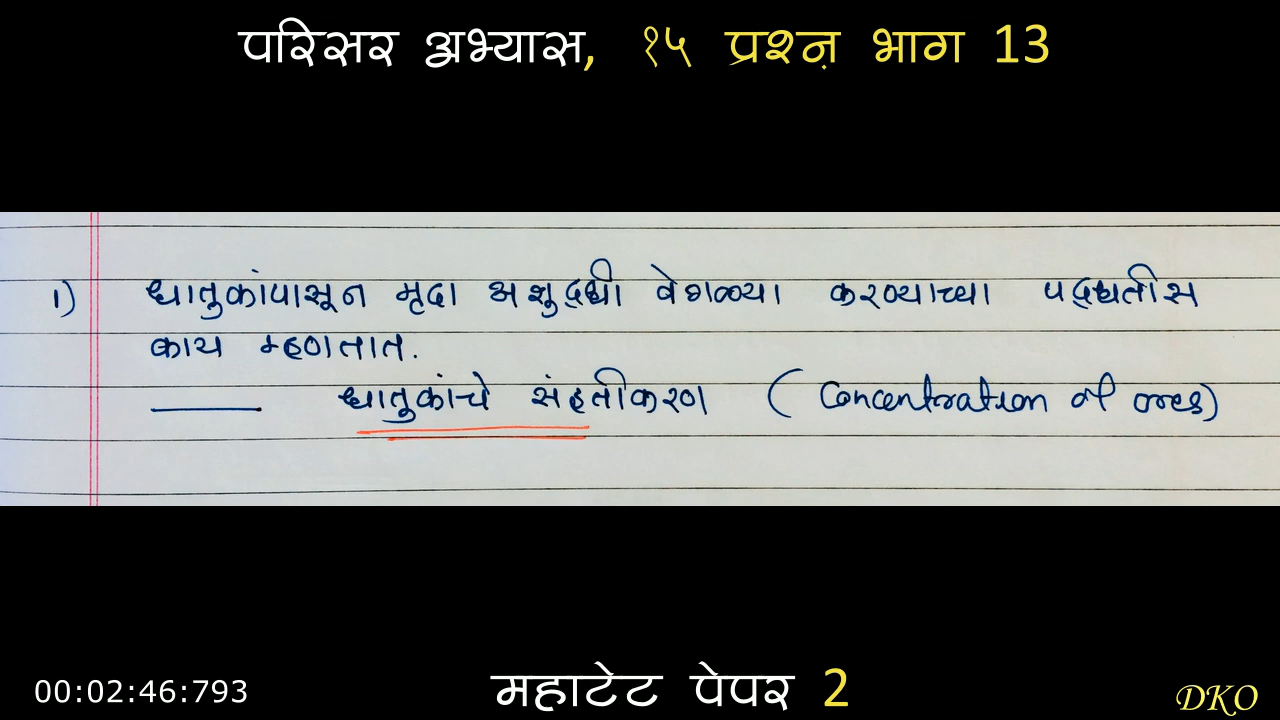 परिसर अभ्यास, १५ प्रश्न भाग 13
1) धातुकांपासून मृदा अशुद्धी वेगळ्या करण्याच्या पद्धतीस
काय म्हणतात.
धातुकांचे संहतीकरण (Concentration of ores)
00:02:46:793
महाटेट पेपर 2
DKO